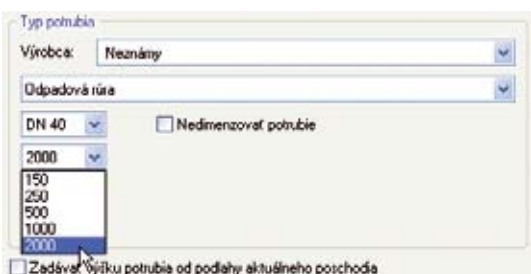 Typ potrubia
Výrobca: Neznámy
Odpadová rúra
DN 40 Nedimenzovať potrubie
2000
150
250
500
1000
2000
Zadávať výšku potrubia od podlahy aktuálneho poschodia